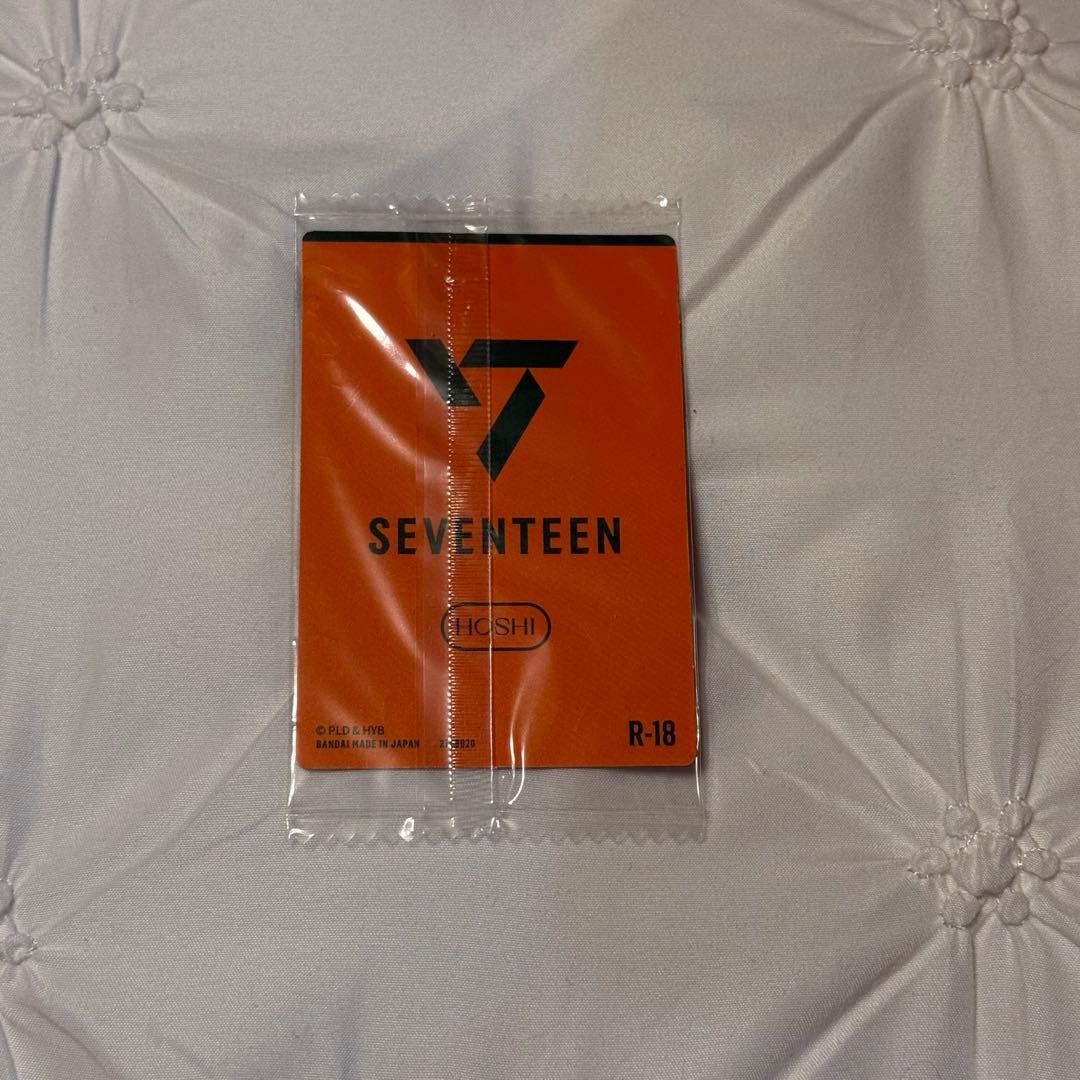 SEVENTEEN
HOSHI
© PLD & HYB
BANDAI MADE IN JAPAN
R-18